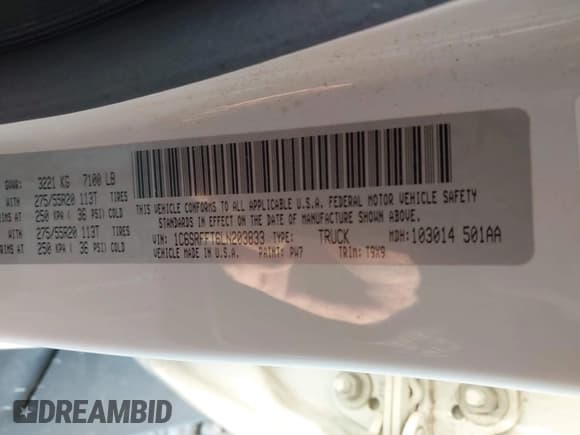 GVWR: 3221 KG 7100 LB
WITH 275/55R20 113T TIRES
RIMS AT 250 KPA ( 36 PSI) COLD
WITH 275/55R20 113T TIRES
RIMS AT 250 KPA ( 36 PSI) COLD
THIS VEHICLE CONFORMS TO ALL APPLICABLE U.S.A. FEDERAL MOTOR VEHICLE SAFETY
STANDARDS IN EFFECT ON THE DATE OF MANUFACTURE SHOWN ABOVE.
VIN: 1C6SRFFT6LN203833 TYPE: TRUCK MDH: 103014 501AA
VEHICLE MADE IN U.S.A. PAINT: PW7 TRIM: T9X9
DREAMBID